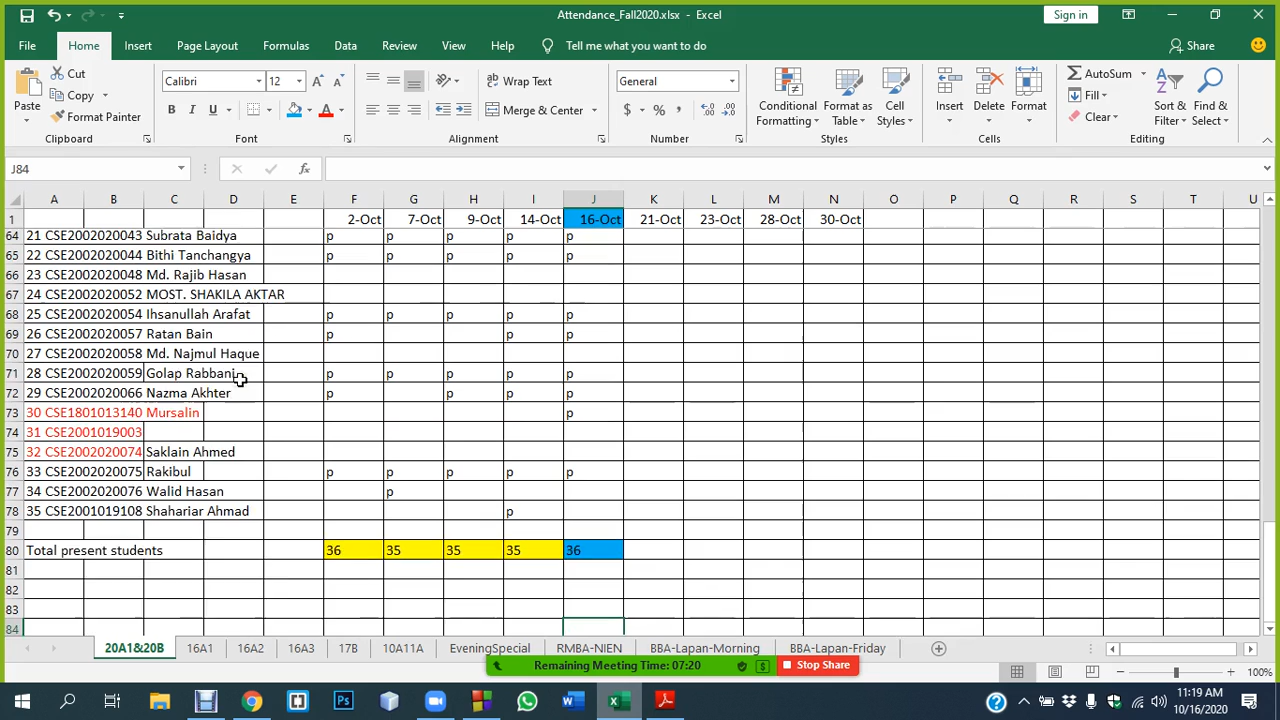 Attendance_Fall2020.xlsx - Excel
Sign in
File Home Insert Page Layout Formulas Data Review View Help Tell me what you want to do Share
Paste Cut Copy Format Painter Clipboard
Calibri 12 B I U A A A Font
Wrap Text Merge & Center Alignment
General $ % , Number
Conditional Formatting Format as Table Cell Styles Styles
Insert Delete Format Cells
AutoSum Fill Clear Sort & Filter Find & Select Editing
J84 fx
A B C D E F G H I J K L M N O P Q R S T U
1 2-Oct 7-Oct 9-Oct 14-Oct 16-Oct 21-Oct 23-Oct 28-Oct 30-Oct
64 21 CSE2002020043 Subrata Baidya p p p p p
65 22 CSE2002020044 Bithi Tanchangya p p p p p
66 23 CSE2002020048 Md. Rajib Hasan
67 24 CSE2002020052 MOST. SHAKILA AKTAR
68 25 CSE2002020054 Ihsanullah Arafat p p p p p
69 26 CSE2002020057 Ratan Bain p p p
70 27 CSE2002020058 Md. Najmul Haque
71 28 CSE2002020059 Golap Rabbani p p p p p
72 29 CSE2002020066 Nazma Akhter p p p p
73 30 CSE1801013140 Mursalin p
74 31 CSE2001019003
75 32 CSE2002020074 Saklain Ahmed
76 33 CSE2002020075 Rakibul p p p p p
77 34 CSE2002020076 Walid Hasan p
78 35 CSE2001019108 Shahariar Ahmad p
79
80 Total present students 36 35 35 35 36
81
82
83
84
20A1&20B 16A1 16A2 16A3 17B 10A11A EveningSpecial RMBA-NIEN BBA-Lapan-Morning BBA-Lapan-Friday
Remaining Meeting Time: 07:20 $ Stop Share
100%
11:19 AM
10/16/2020